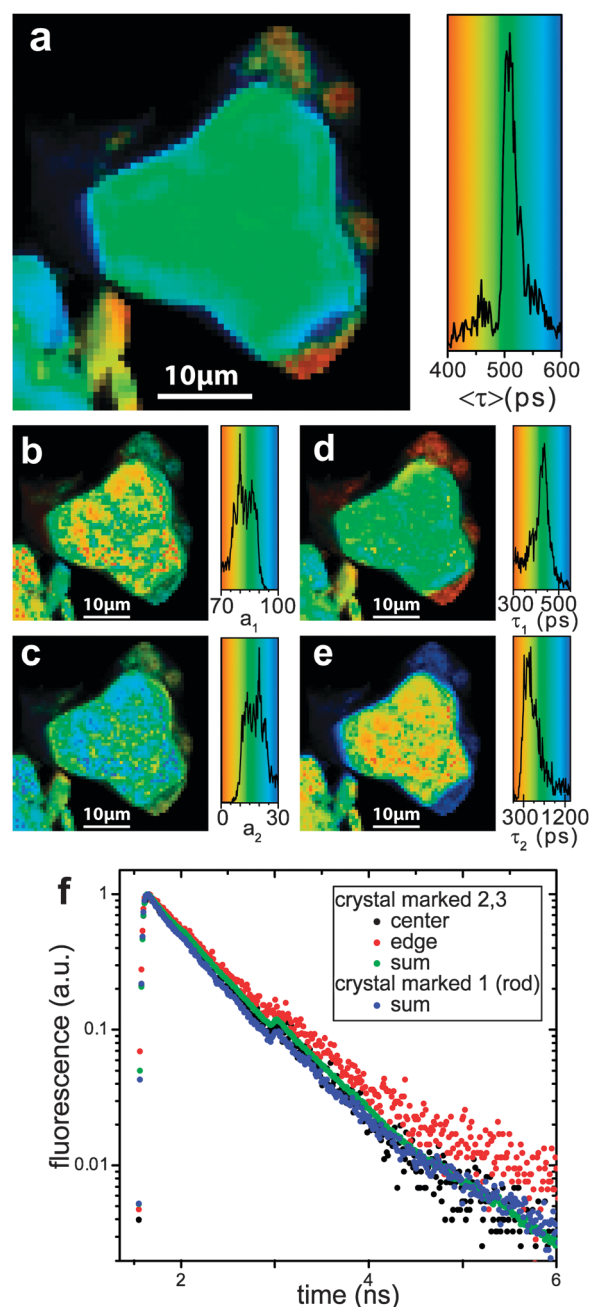 a
10μm
400 500 600
<τ>(ps)
b
10μm
70 100
a1
d
10μm
300 500
τ1 (ps)
c
10μm
0 30
a2
e
10μm
300 1200
τ2 (ps)
f
crystal marked 2,3
center
edge
sum
crystal marked 1 (rod)
sum
1
0.1
0.01
fluorescence (a.u.)
2 4 6
time (ns)